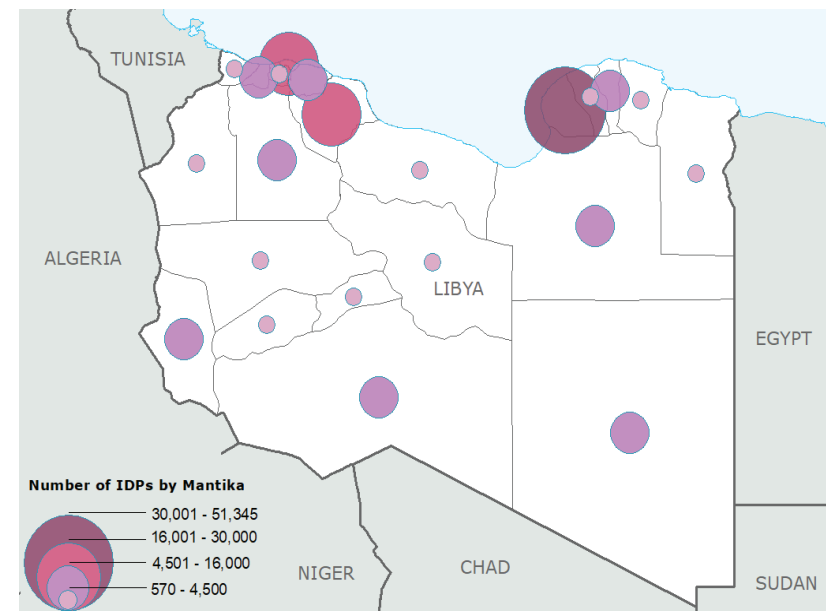 TUNISIA
ALGERIA
LIBYA
EGYPT
Number of IDPs by Mantika
30,001 - 51,345
16,001 - 30,000
4,501 - 16,000
570 - 4,500
NIGER
CHAD
SUDAN